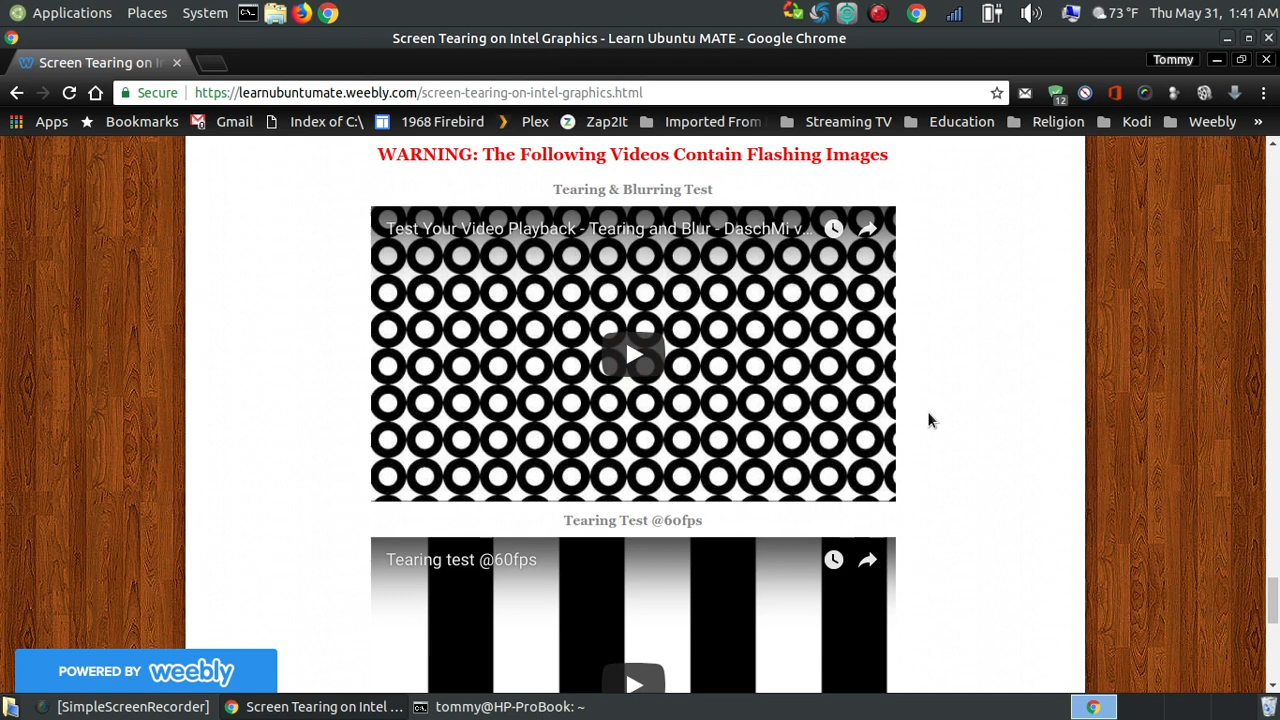 Applications Places System 73 °F Thu May 31, 1:41 AM
Screen Tearing on Intel Graphics - Learn Ubuntu MATE - Google Chrome
Screen Tearing on In Tommy
Secure https://learnubuntumate.weebly.com/screen-tearing-on-intel-graphics.html 12
Apps Bookmarks Gmail Index of C:\ 1968 Firebird Plex Zap2It Imported From Streaming TV Education Religion Kodi Weebly »
WARNING: The Following Videos Contain Flashing Images
Tearing & Blurring Test
Test Your Video Playback - Tearing and Blur - DaschMi v...
Tearing Test @60fps
Tearing test @60fps
POWERED BY weebly
[SimpleScreenRecorder] Screen Tearing on Intel ... tommy@HP-ProBook: ~